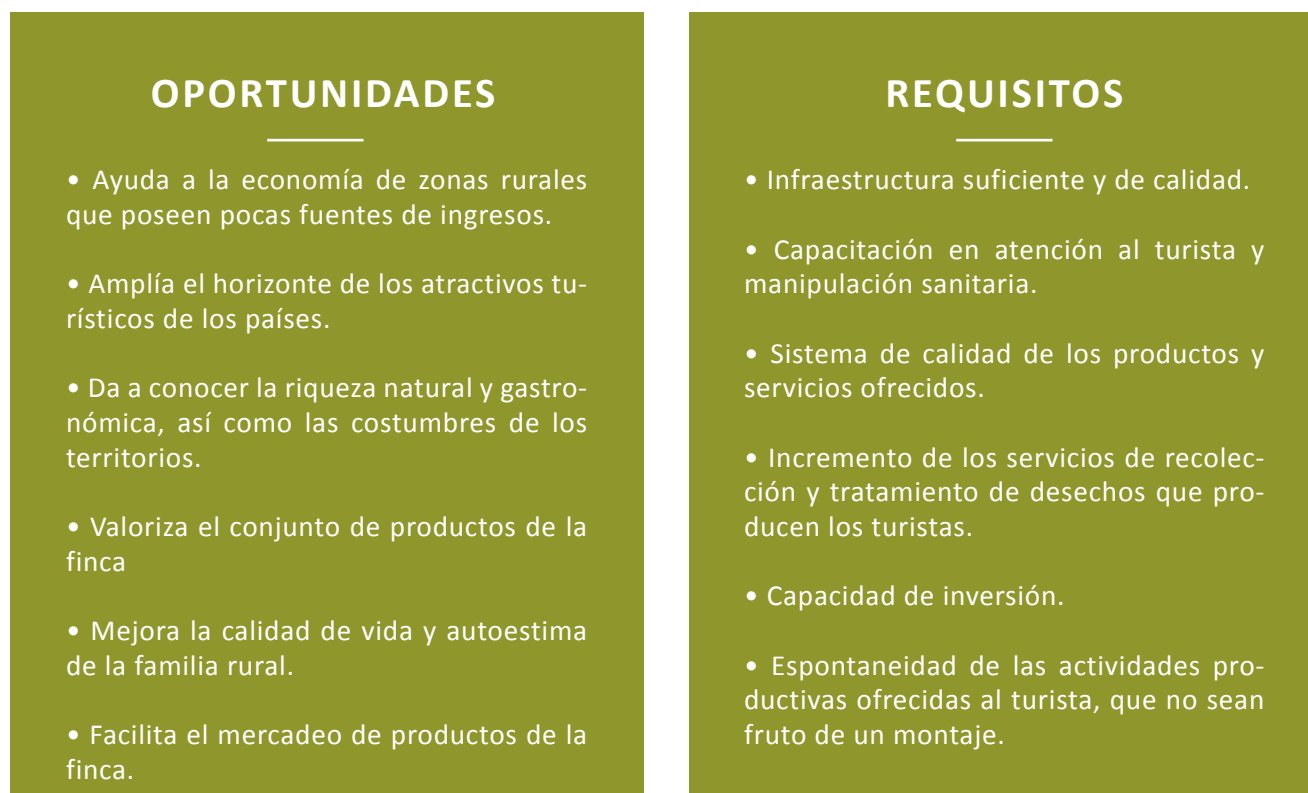 OPORTUNIDADES
• Ayuda a la economía de zonas rurales
que poseen pocas fuentes de ingresos.
• Amplía el horizonte de los atractivos tu-
rísticos de los países.
• Da a conocer la riqueza natural y gastro-
nómica, así como las costumbres de los
territorios.
• Valoriza el conjunto de productos de la
finca
• Mejora la calidad de vida y autoestima
de la familia rural.
• Facilita el mercadeo de productos de la
finca.
REQUISITOS
• Infraestructura suficiente y de calidad.
• Capacitación en atención al turista y
manipulación sanitaria.
• Sistema de calidad de los productos y
servicios ofrecidos.
• Incremento de los servicios de recolec-
ción y tratamiento de desechos que pro-
ducen los turistas.
• Capacidad de inversión.
• Espontaneidad de las actividades pro-
ductivas ofrecidas al turista, que no sean
fruto de un montaje.